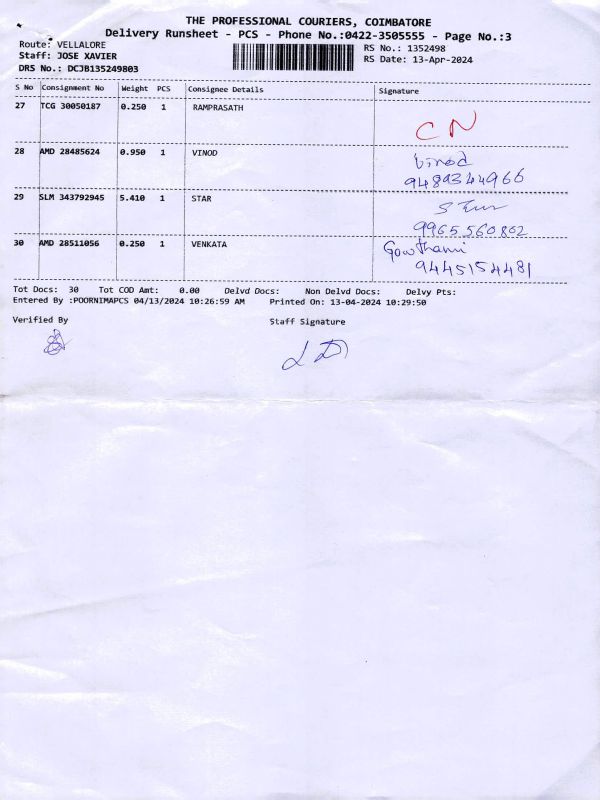 THE PROFESSIONAL COURIERS, COIMBATORE
Delivery Runsheet - PCS - Phone No.:0422-3505555 - Page No.:3
Route: VELLALORE RS No.: 1352498
Staff: JOSE XAVIER RS Date: 13-Apr-2024
DRS No.: DCJB135249803
S No Consignment No Weight PCS Consignee Details Signature
27 TCG 30050187 0.250 1 RAMPRASATH
CN
28 AMD 28485624 0.950 1 VINOD Vinod
9489344966
29 SLM 343792945 5.410 1 STAR
9965560802
30 AMD 28511056 0.250 1 VENKATA Gowthami
9445154481
Tot Docs: 30 Tot COD Amt: 0.00 Delvd Docs: Non Delvd Docs: Delvy Pts:
Entered By :POORNIMAPCS 04/13/2024 10:26:59 AM Printed On: 13-04-2024 10:29:50
Verified By Staff Signature